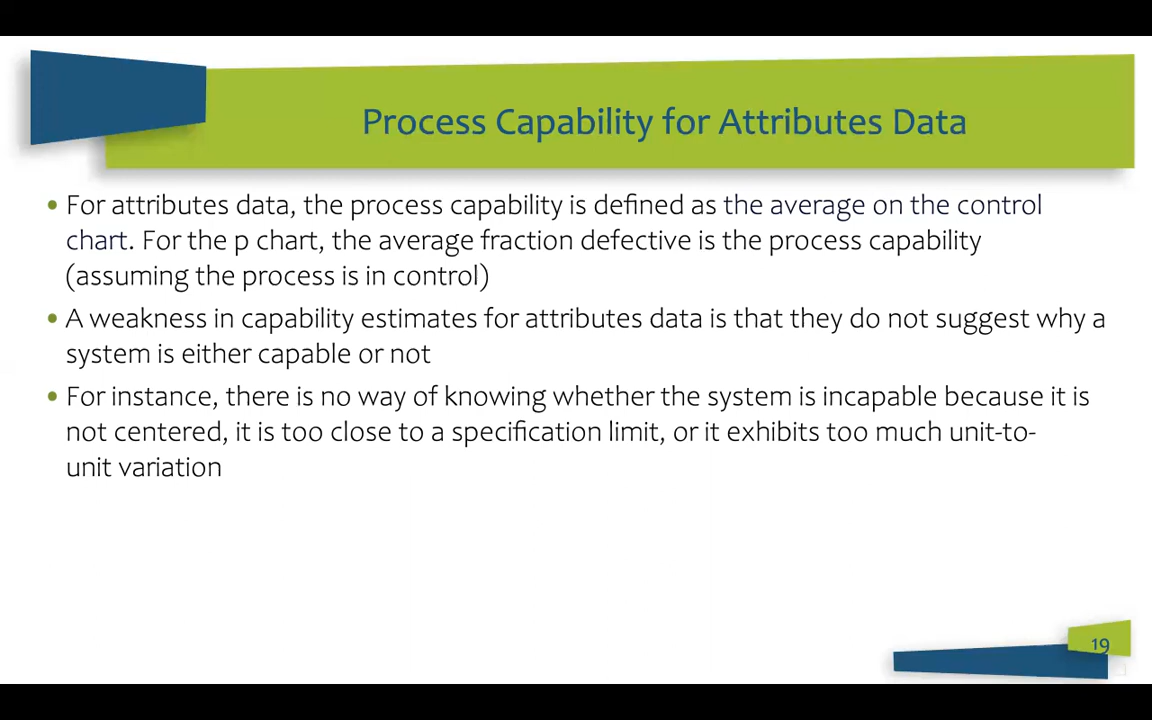 Process Capability for Attributes Data
• For attributes data, the process capability is defined as the average on the control
chart. For the p chart, the average fraction defective is the process capability
(assuming the process is in control)
• A weakness in capability estimates for attributes data is that they do not suggest why a
system is either capable or not
• For instance, there is no way of knowing whether the system is incapable because it is
not centered, it is too close to a specification limit, or it exhibits too much unit-to-
unit variation
19